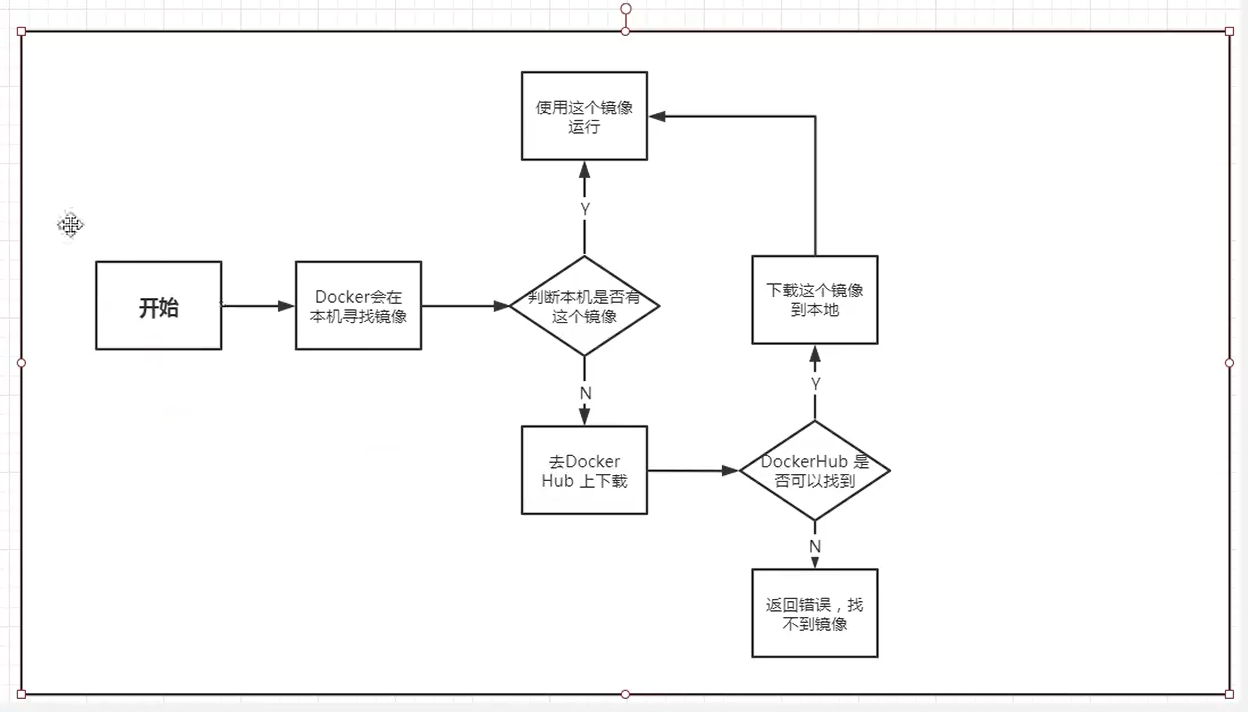 使用这个镜像
运行
Y
开始
Docker会在
本机寻找镜像
判断本机是否有
这个镜像
下载这个镜像
到本地
N
Y
去Docker
Hub 上下载
DockerHub 是
否可以找到
N
返回错误，找
不到镜像